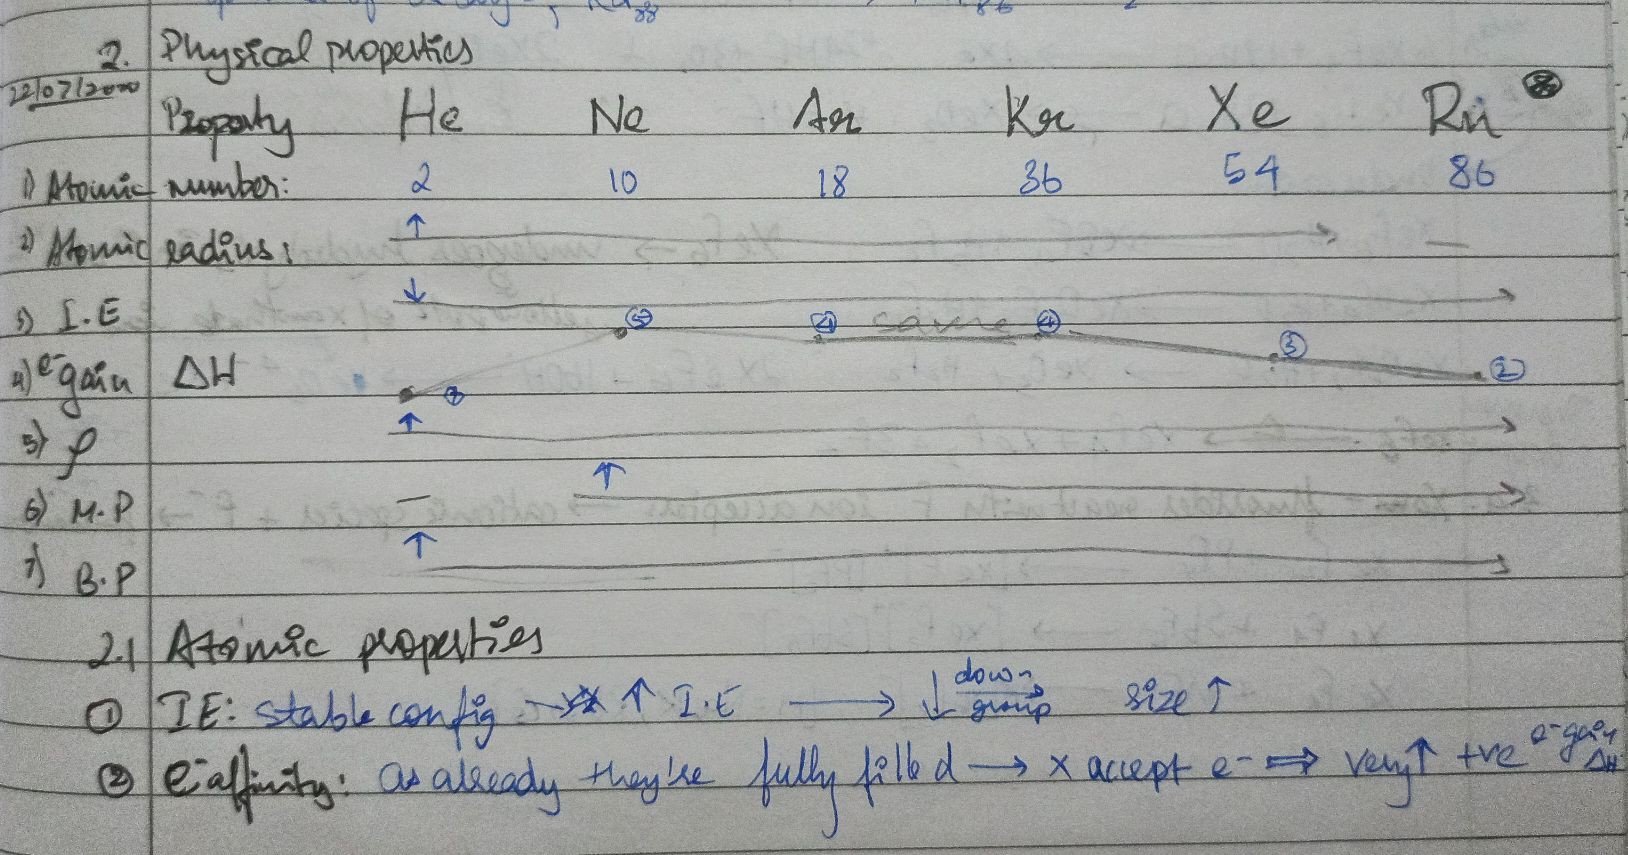 2. Physical properties
22/07/2020
Property He Ne Ar Kr Xe Rn
1) Atomic number: 2 10 18 36 54 86
2) Atomic radius: ↑ → —
3) I.E ↓ →
4) e⁻ gain ΔH 5 4 same 4 3 2
5) ρ ↑ →
6) M.P — ↑ →
7) B.P ↑ →
2.1 Atomic properties
① IE: stable config → ↑ I.E → ↓ down group size ↑
② e⁻affinity: as already they're fully filled → x accept e⁻ ⇒ very ↑ +ve e⁻gain ΔH